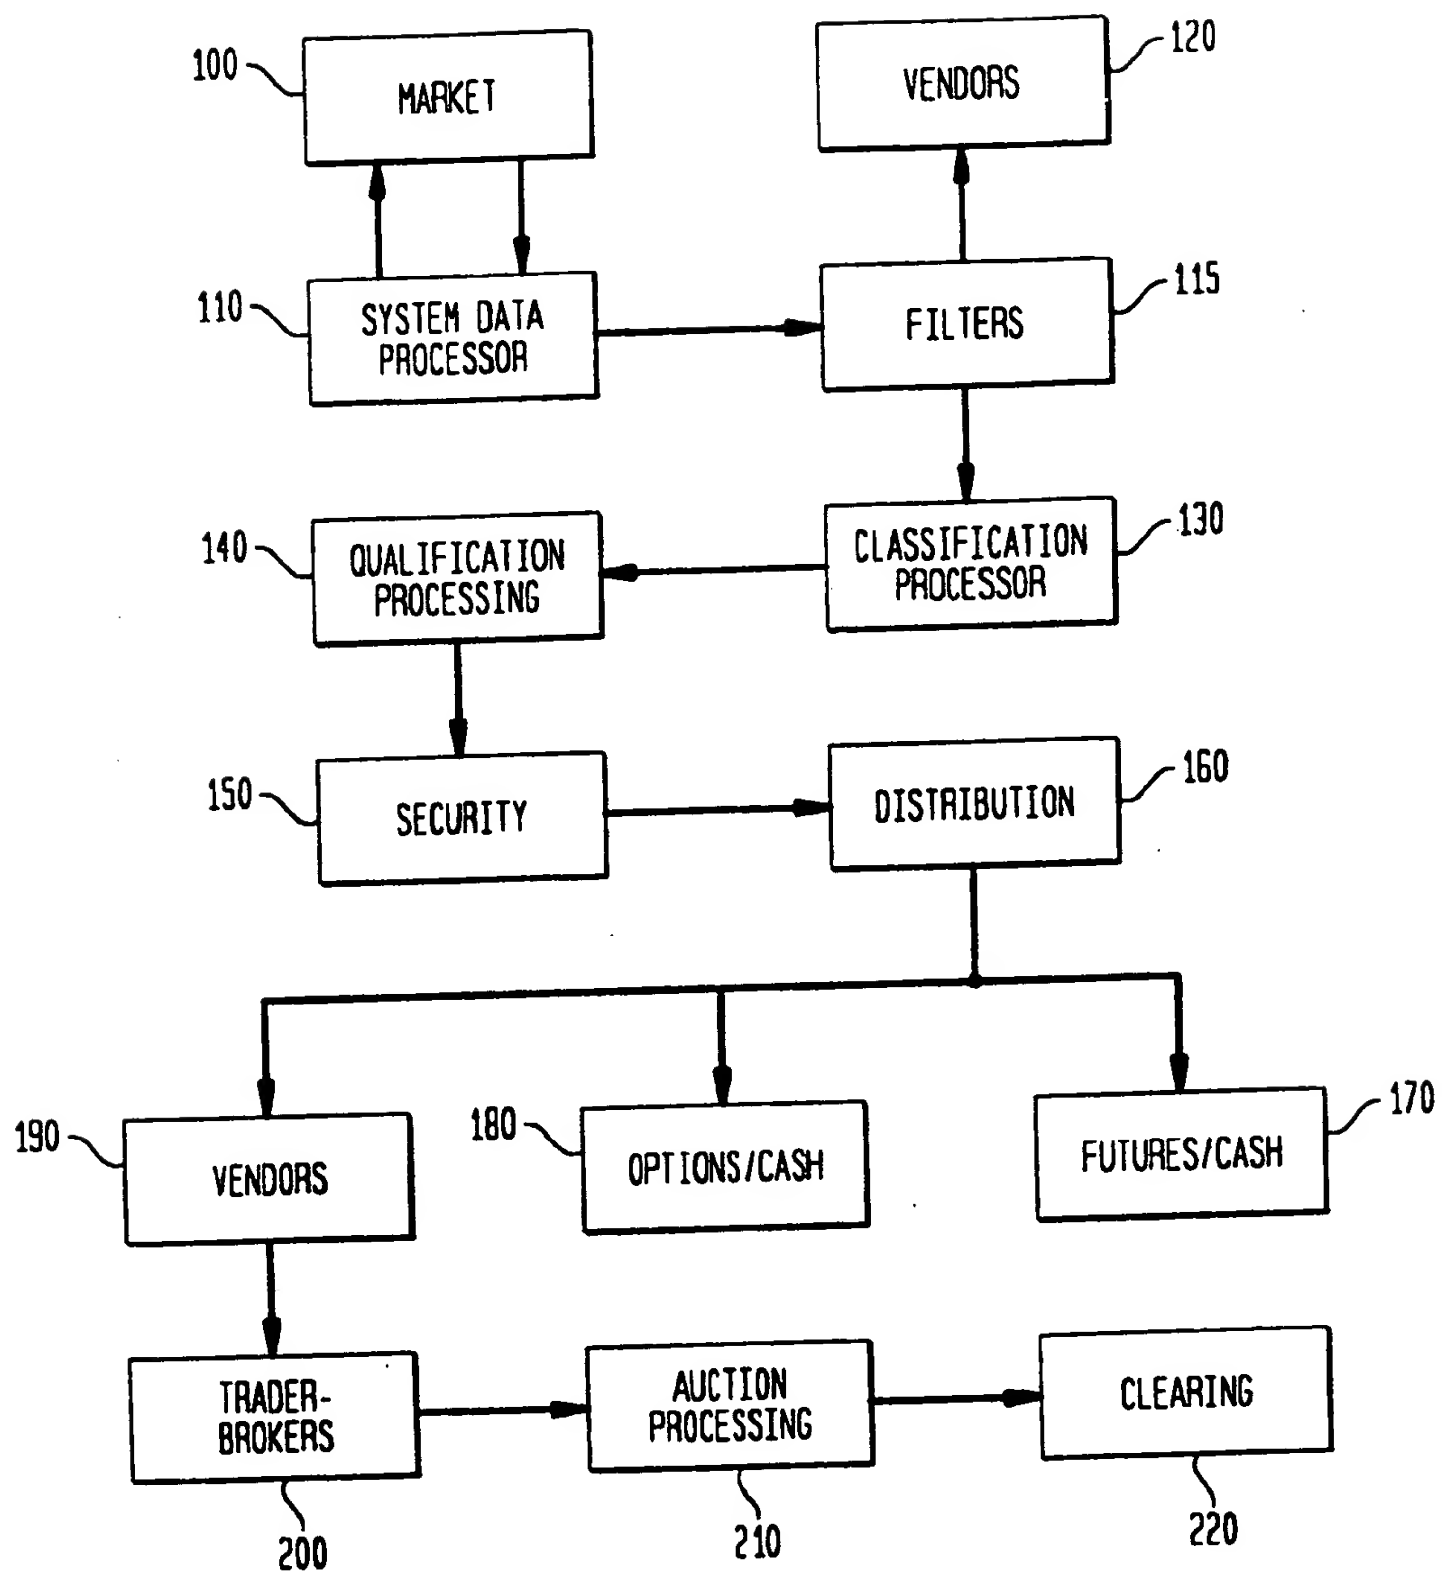 100
MARKET
VENDORS
120
110
SYSTEM DATA
PROCESSOR
FILTERS
115
140
QUALIFICATION
PROCESSING
CLASSIFICATION
PROCESSOR
130
150
SECURITY
DISTRIBUTION
160
190
VENDORS
180
OPTIONS/CASH
FUTURES/CASH
170
TRADER-
BROKERS
AUCTION
PROCESSING
CLEARING
200
210
220